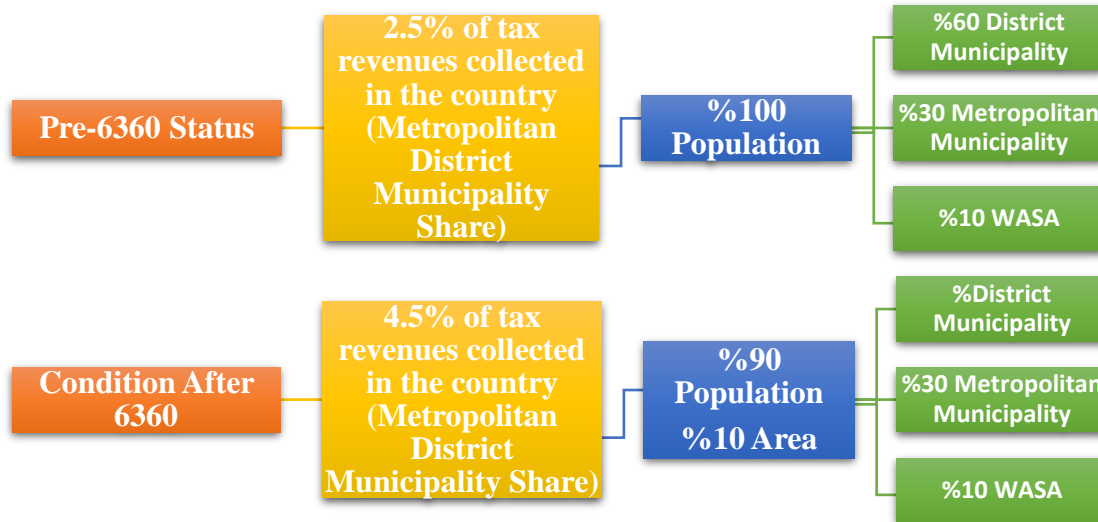 Pre-6360 Status
2.5% of tax
revenues collected
in the country
(Metropolitan
District
Municipality
Share)
%100
Population
%60 District
Municipality
%30 Metropolitan
Municipality
%10 WASA
Condition After
6360
4.5% of tax
revenues collected
in the country
(Metropolitan
District
Municipality Share)
%90
Population
%10 Area
%District
Municipality
%30 Metropolitan
Municipality
%10 WASA